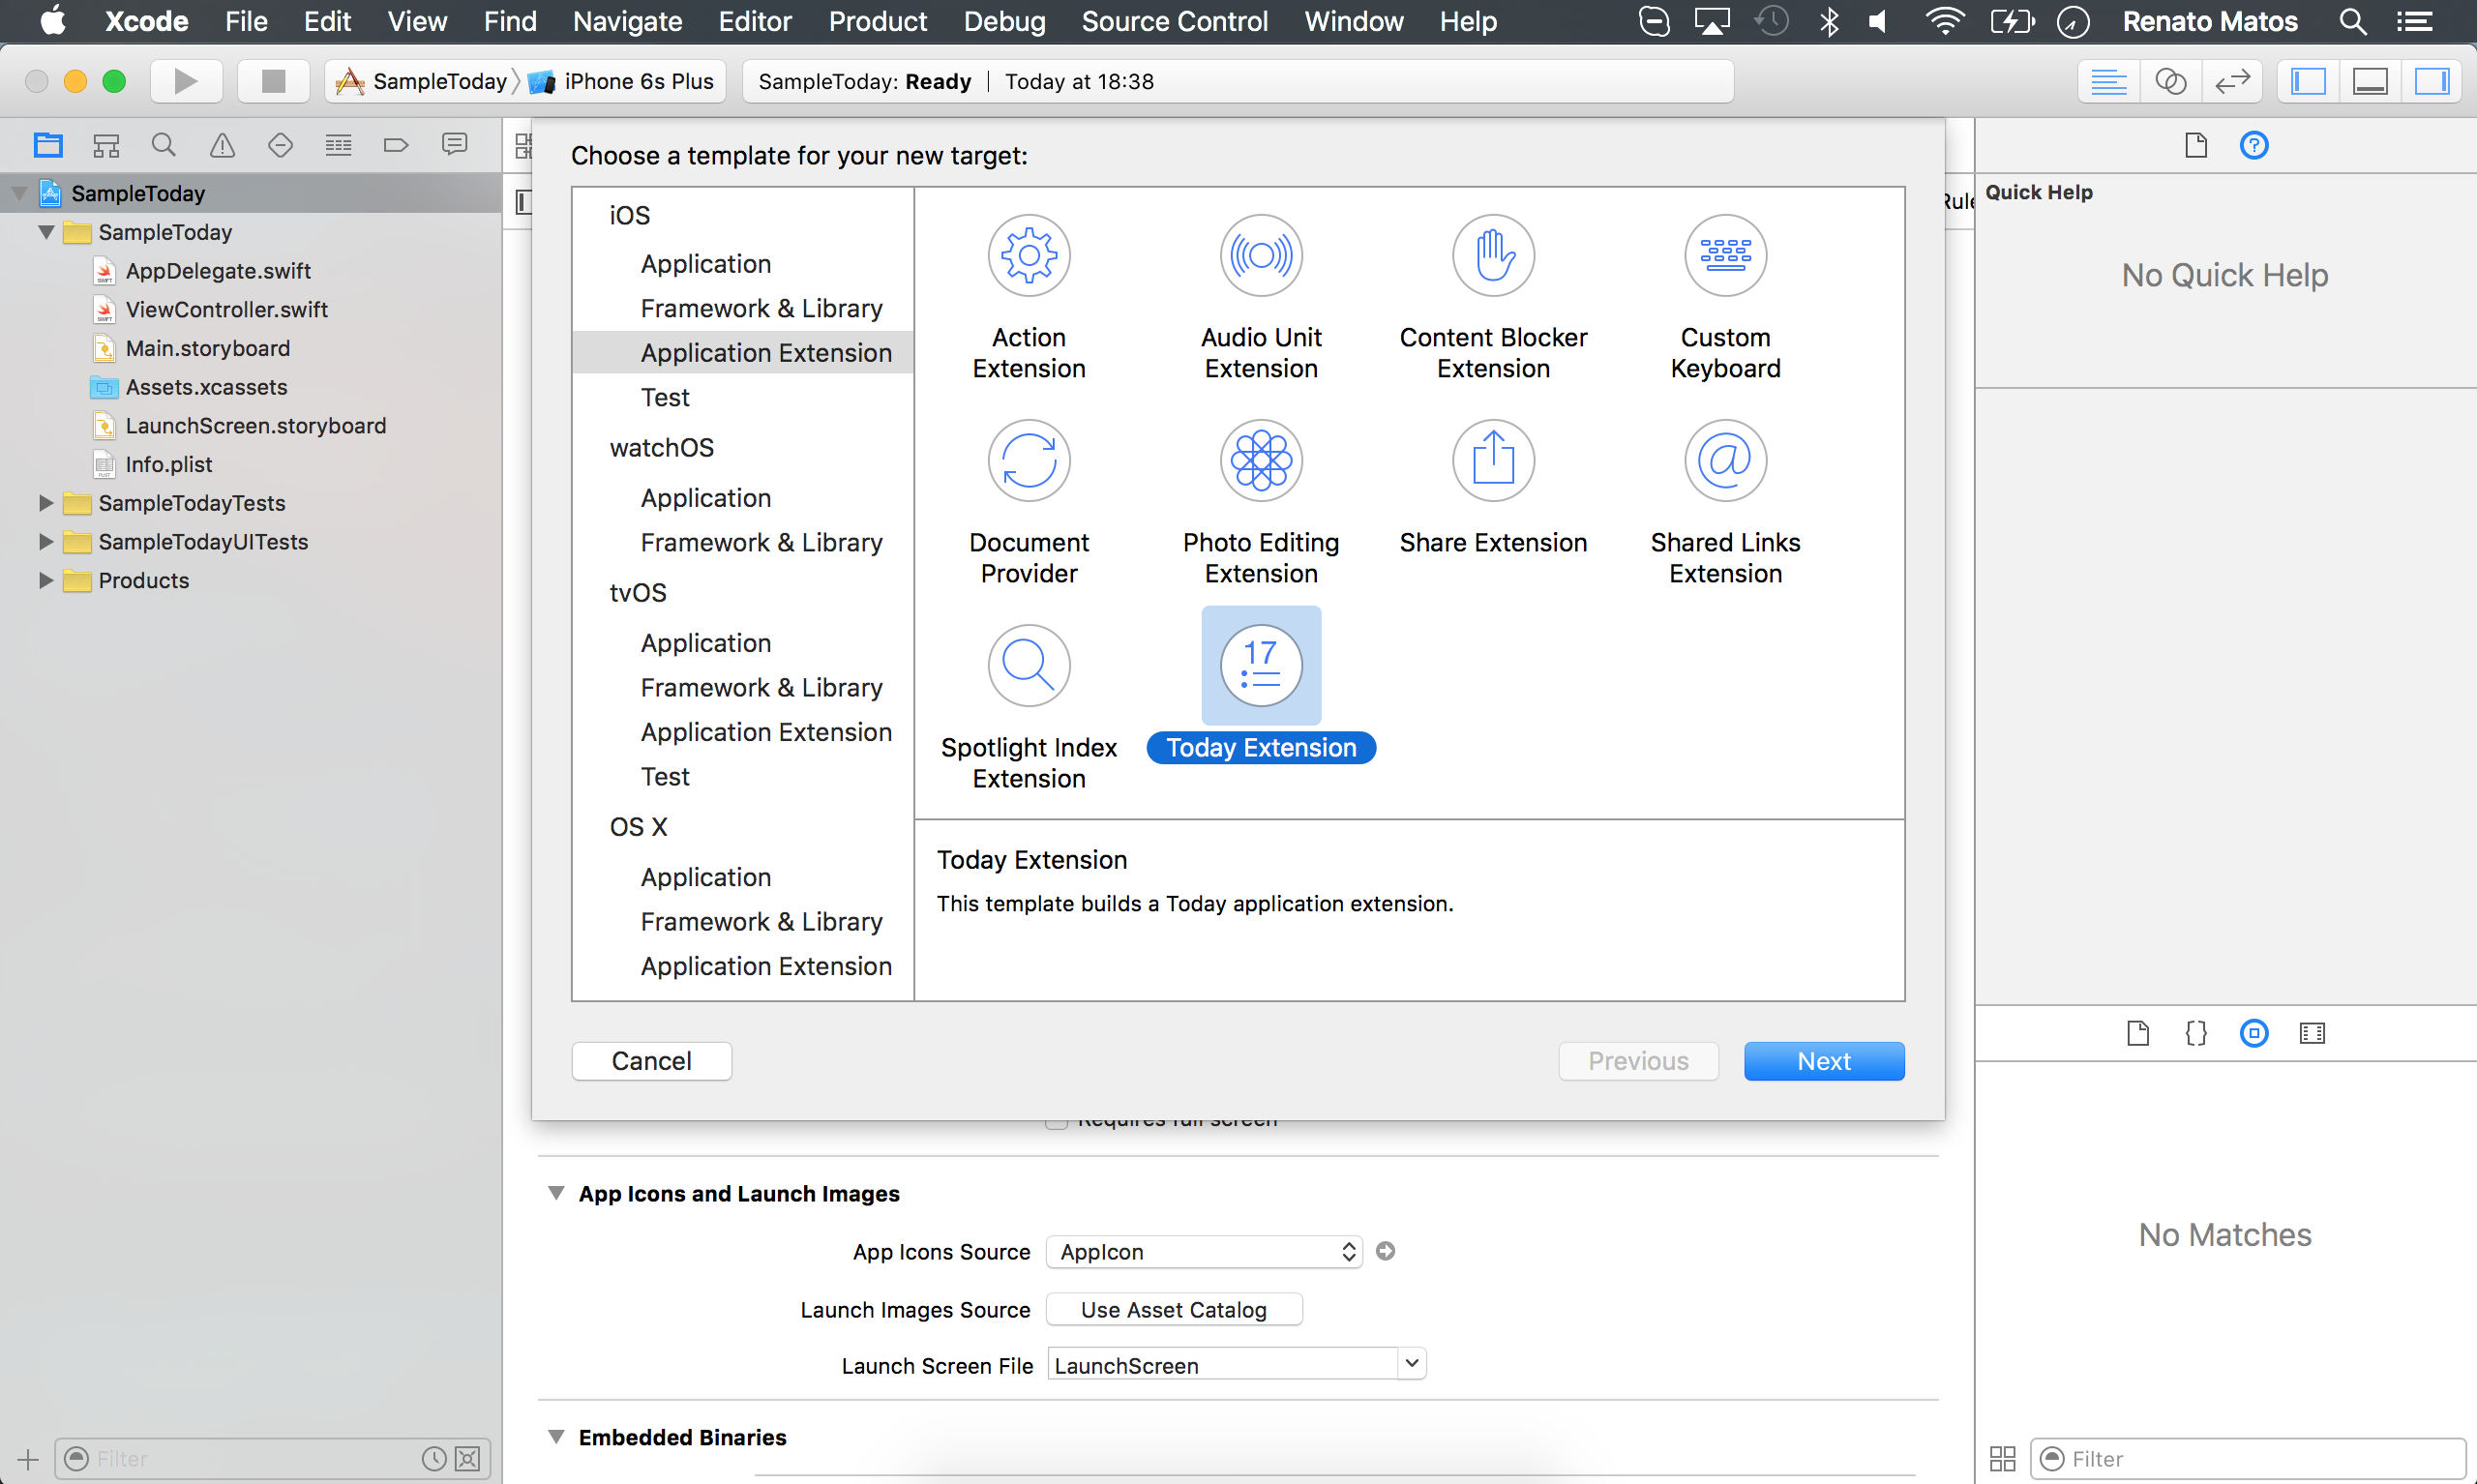 Xcode File Edit View Find Navigate Editor Product Debug Source Control Window Help Renato Matos
SampleToday iPhone 6s Plus SampleToday: Ready Today at 18:38
Choose a template for your new target:
SampleToday
SampleToday
AppDelegate.swift
ViewController.swift
Main.storyboard
Assets.xcassets
LaunchScreen.storyboard
Info.plist
SampleTodayTests
SampleTodayUITests
Products
Filter
iOS
Application
Framework & Library
Application Extension
Test
watchOS
Application
Framework & Library
tvOS
Application
Framework & Library
Application Extension
Test
OS X
Application
Framework & Library
Application Extension
Action
Extension
Audio Unit
Extension
Content Blocker
Extension
Custom
Keyboard
Document
Provider
Photo Editing
Extension
Share Extension
Shared Links
Extension
Spotlight Index
Extension
17
Today Extension
Today Extension
This template builds a Today application extension.
Cancel Previous Next
Requires full screen
App Icons and Launch Images
App Icons Source AppIcon
Launch Images Source Use Asset Catalog
Launch Screen File LaunchScreen
Embedded Binaries
Quick Help
No Quick Help
No Matches
Filter